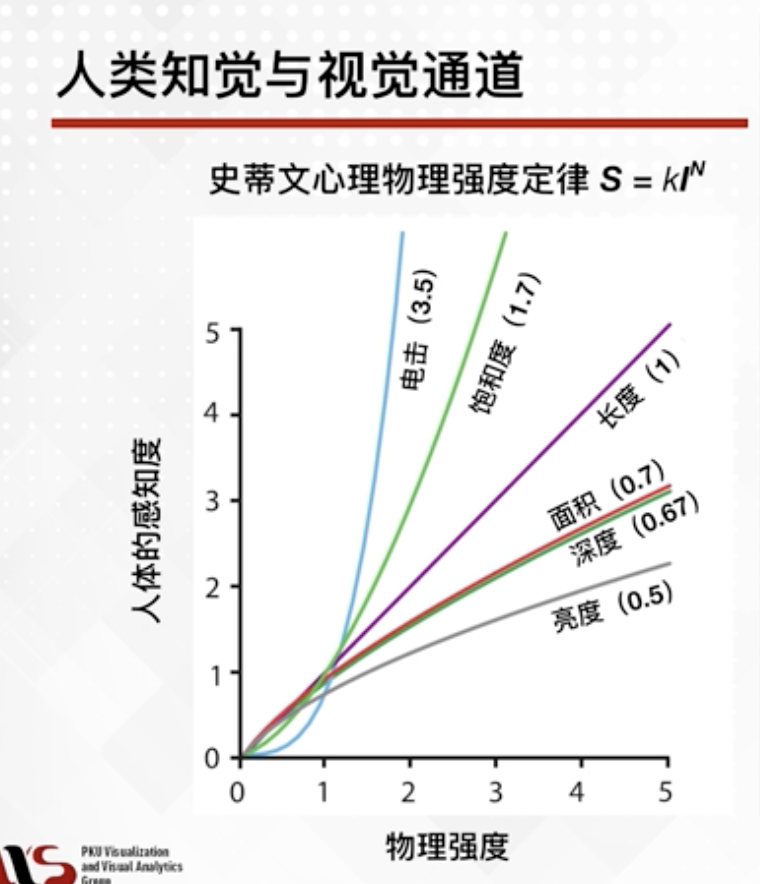 人类知觉与视觉通道
史蒂文心理物理强度定律 S = kIᴺ
电击（3.5）
饱和度（1.7）
长度（1）
面积（0.7）
深度（0.67）
亮度（0.5）
人体的感知度
5
4
3
2
1
0
0 1 2 3 4 5
物理强度
PKU Visualization
and Visual Analytics
Group